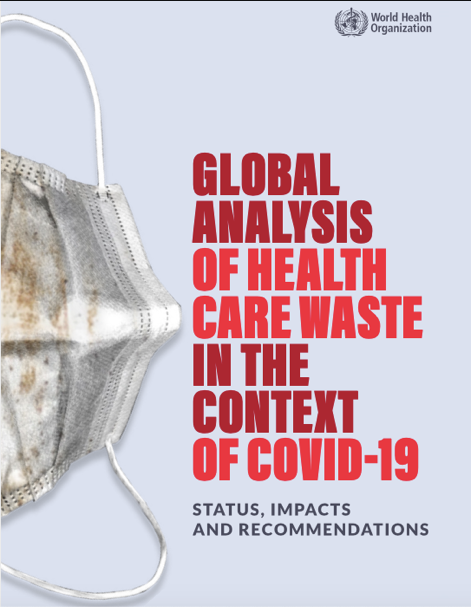 World Health
Organization
GLOBAL
ANALYSIS
OF HEALTH
CARE WASTE
IN THE
CONTEXT
OF COVID-19
STATUS, IMPACTS
AND RECOMMENDATIONS